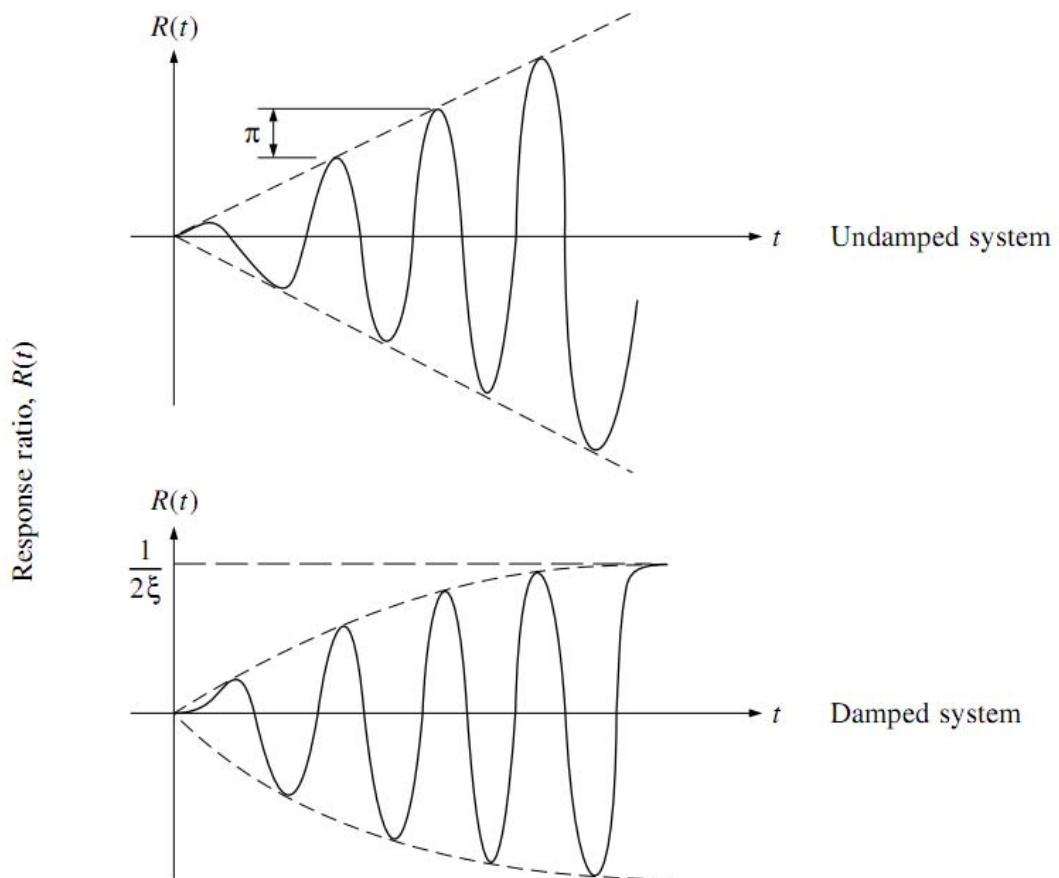 R(t)
π
t
Undamped system
Response ratio, R(t)
R(t)
1
2ξ
t
Damped system